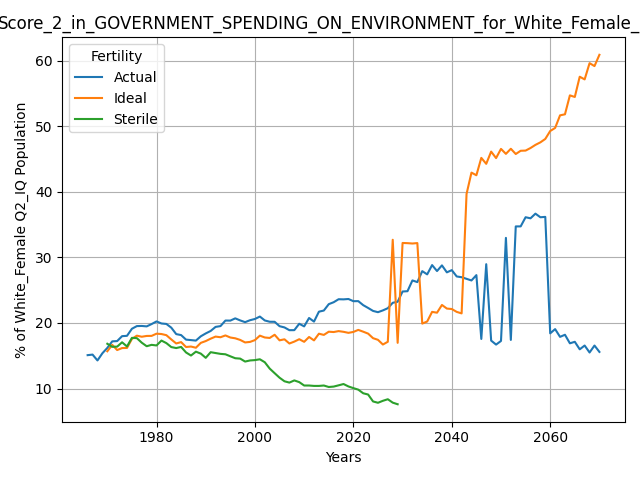 Score_2_in_GOVERNMENT_SPENDING_ON_ENVIRONMENT_for_White_Female_
Fertility
Actual
Ideal
Sterile
% of White_Female Q2_IQ Population
60
50
40
30
20
10
1980 2000 2020 2040 2060
Years